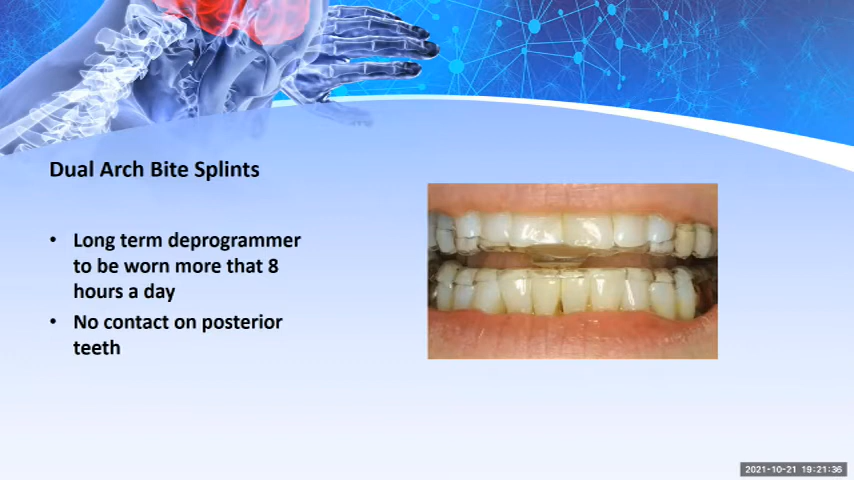 Dual Arch Bite Splints
• Long term deprogrammer
to be worn more that 8
hours a day
• No contact on posterior
teeth
2021-10-21 19:21:36